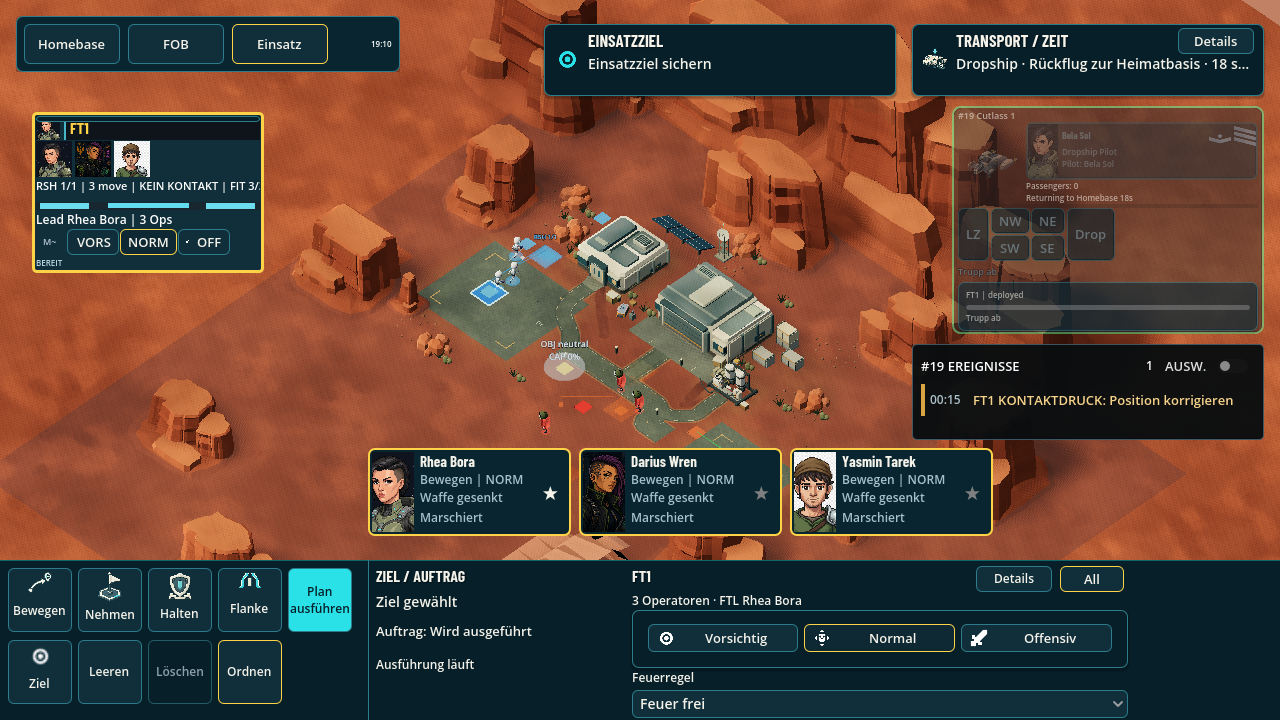 Homebase
FOB
Einsatz
19:10
EINSATZZIEL
Einsatzziel sichern
TRANSPORT / ZEIT
Details
Dropship · Rückflug zur Heimatbasis · 18 s...
FT1
RSH 1/1 | 3 move | KEIN KONTAKT | FIT 3/
Lead Rhea Bora | 3 Ops
M~
VORS
NORM
OFF
BEREIT
#19 Cutlass 1
Bela Sol
Dropship Pilot
Pilot: Bela Sol
Passengers: 0
Returning to Homebase 18s
LZ
NW
NE
SW
SE
Drop
Trupp ab
FT1 | deployed
Trupp ab
OBJ neutral
CAP 0%
#19 EREIGNISSE
1
AUSW.
00:15
FT1 KONTAKTDRUCK: Position korrigieren
Rhea Bora
Bewegen | NORM
Waffe gesenkt
Marschiert
Darius Wren
Bewegen | NORM
Waffe gesenkt
Marschiert
Yasmin Tarek
Bewegen | NORM
Waffe gesenkt
Marschiert
Bewegen
Nehmen
Halten
Flanke
Plan
ausführen
Ziel
Leeren
Löschen
Ordnen
ZIEL / AUFTRAG
Ziel gewählt
Auftrag: Wird ausgeführt
Ausführung läuft
FT1
Details
All
3 Operatoren · FTL Rhea Bora
Vorsichtig
Normal
Offensiv
Feuerregel
Feuer frei